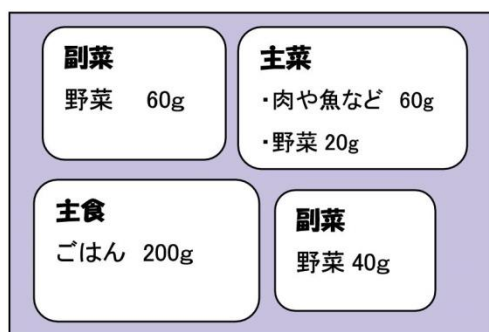 副菜
野菜　60g
主菜
・肉や魚など 60g
・野菜 20g
主食
ごはん 200g
副菜
野菜 40g